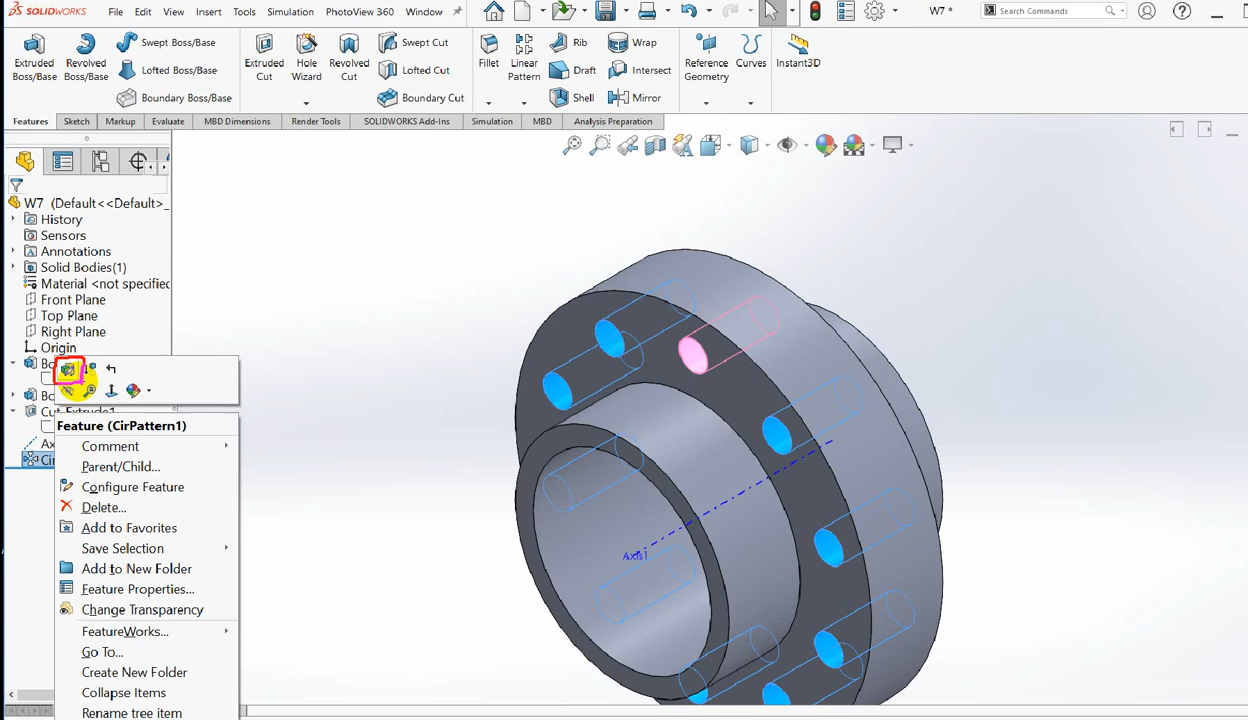 SOLIDWORKS File Edit View Insert Tools Simulation PhotoView 360 Window W7 * Search Commands
Extruded Boss/Base
Revolved Boss/Base
Swept Boss/Base
Lofted Boss/Base
Boundary Boss/Base
Extruded Cut
Hole Wizard
Revolved Cut
Swept Cut
Lofted Cut
Boundary Cut
Fillet
Linear Pattern
Rib
Draft
Shell
Wrap
Intersect
Mirror
Reference Geometry
Curves
Instant3D
Features Sketch Markup Evaluate MBD Dimensions Render Tools SOLIDWORKS Add-Ins Simulation MBD Analysis Preparation
W7 (Default<<Default>_
History
Sensors
Annotations
Solid Bodies(1)
Material <not specified
Front Plane
Top Plane
Right Plane
Origin
Bo
Bo
Cut-Extrude1
Ax
Cir
Feature (CirPattern1)
Comment
Parent/Child...
Configure Feature
Delete...
Add to Favorites
Save Selection
Add to New Folder
Feature Properties...
Change Transparency
FeatureWorks...
Go To...
Create New Folder
Collapse Items
Rename tree item
Axis1